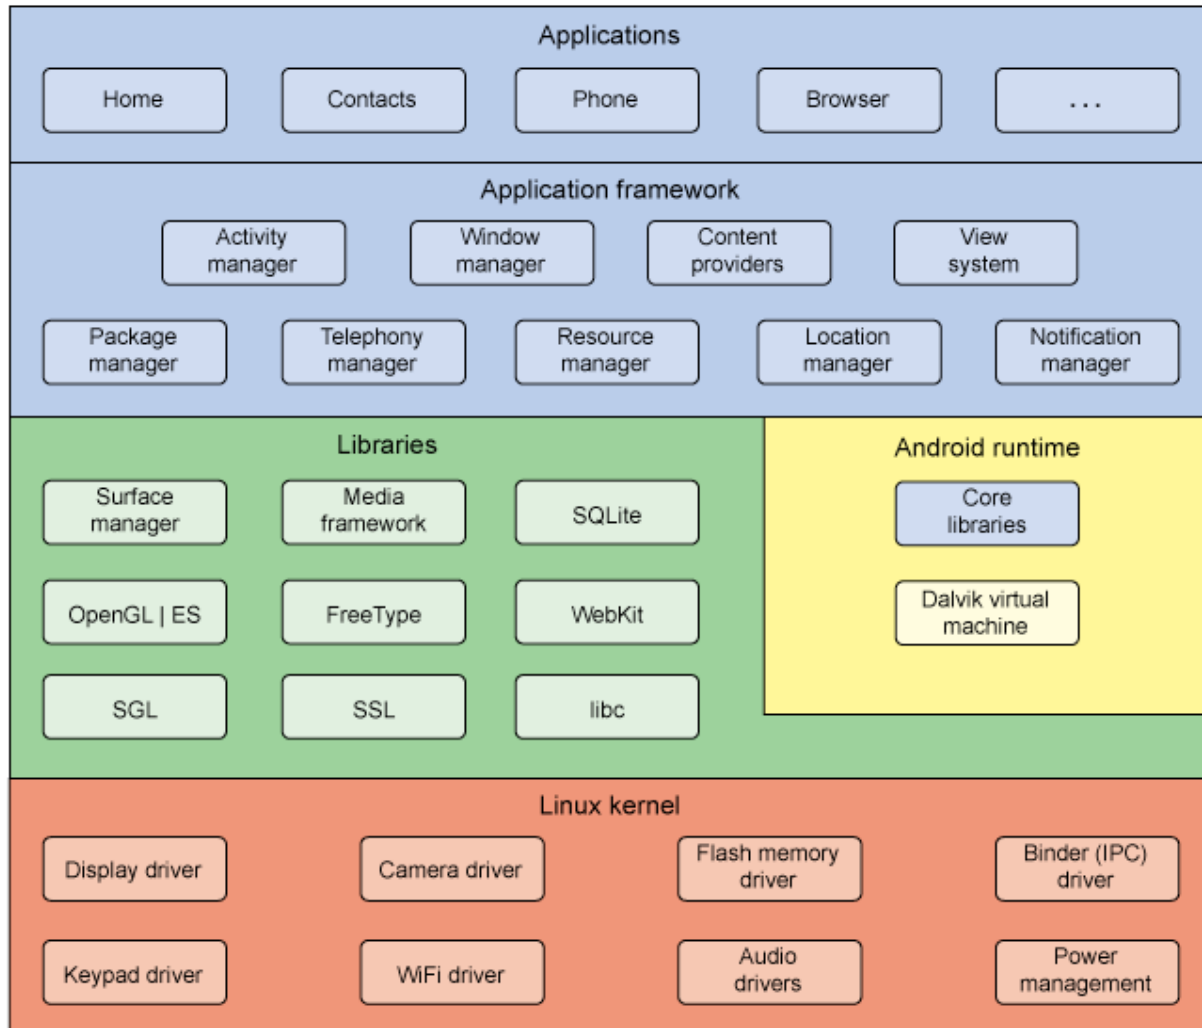 Applications
Home
Contacts
Phone
Browser
...
Application framework
Activity
manager
Window
manager
Content
providers
View
system
Package
manager
Telephony
manager
Resource
manager
Location
manager
Notification
manager
Libraries
Surface
manager
Media
framework
SQLite
OpenGL | ES
FreeType
WebKit
SGL
SSL
libc
Android runtime
Core
libraries
Dalvik virtual
machine
Linux kernel
Display driver
Camera driver
Flash memory
driver
Binder (IPC)
driver
Keypad driver
WiFi driver
Audio
drivers
Power
management